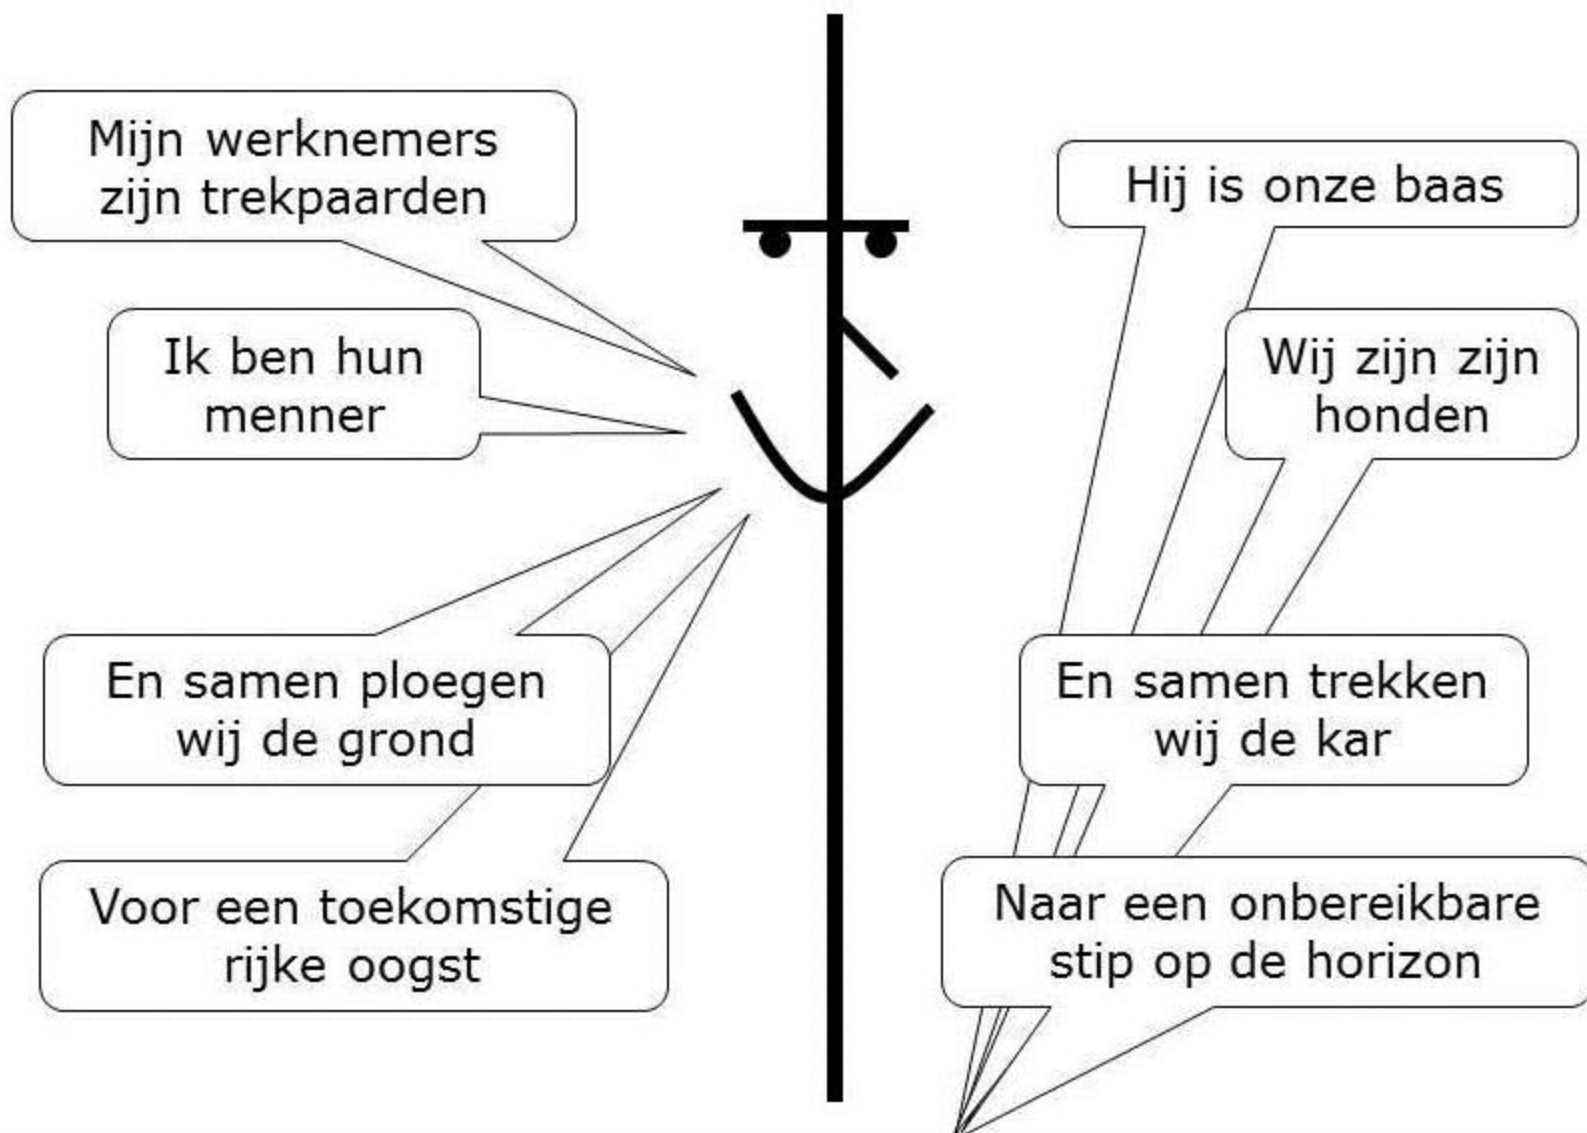 Mijn werknemers
zijn trekpaarden
Ik ben hun
menner
En samen ploegen
wij de grond
Voor een toekomstige
rijke oogst
Hij is onze baas
Wij zijn zijn
honden
En samen trekken
wij de kar
Naar een onbereikbare
stip op de horizon